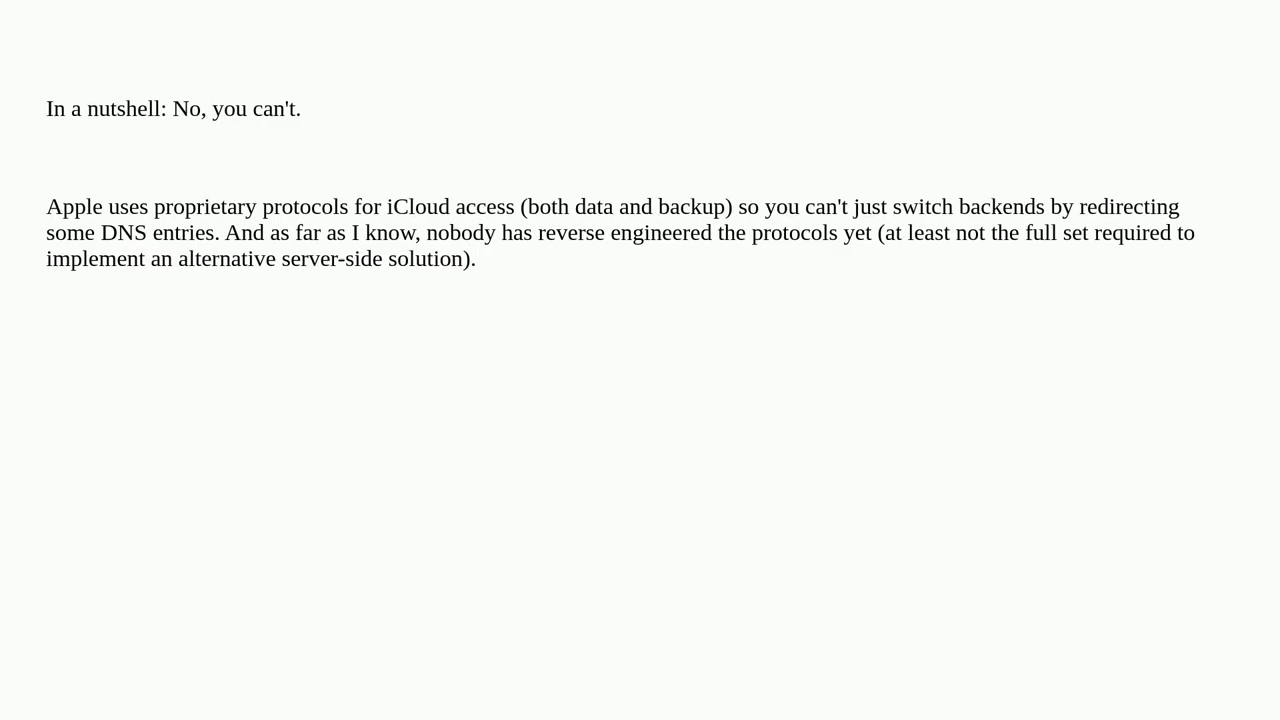 In a nutshell: No, you can't.
Apple uses proprietary protocols for iCloud access (both data and backup) so you can't just switch backends by redirecting
some DNS entries. And as far as I know, nobody has reverse engineered the protocols yet (at least not the full set required to
implement an alternative server-side solution).